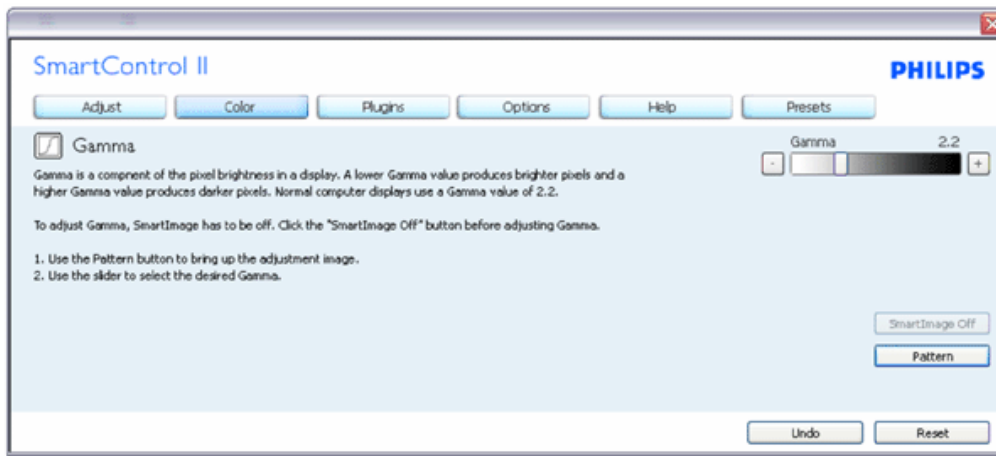 SmartControl II
PHILIPS
Adjust Color Plugins Options Help Presets
Gamma
Gamma 2.2
- +
Gamma is a compnent of the pixel brightness in a display. A lower Gamma value produces brighter pixels and a
higher Gamma value produces darker pixels. Normal computer displays use a Gamma value of 2.2.
To adjust Gamma, SmartImage has to be off. Click the "SmartImage Off" button before adjusting Gamma.
1. Use the Pattern button to bring up the adjustment image.
2. Use the slider to select the desired Gamma.
SmartImage Off
Pattern
Undo Reset